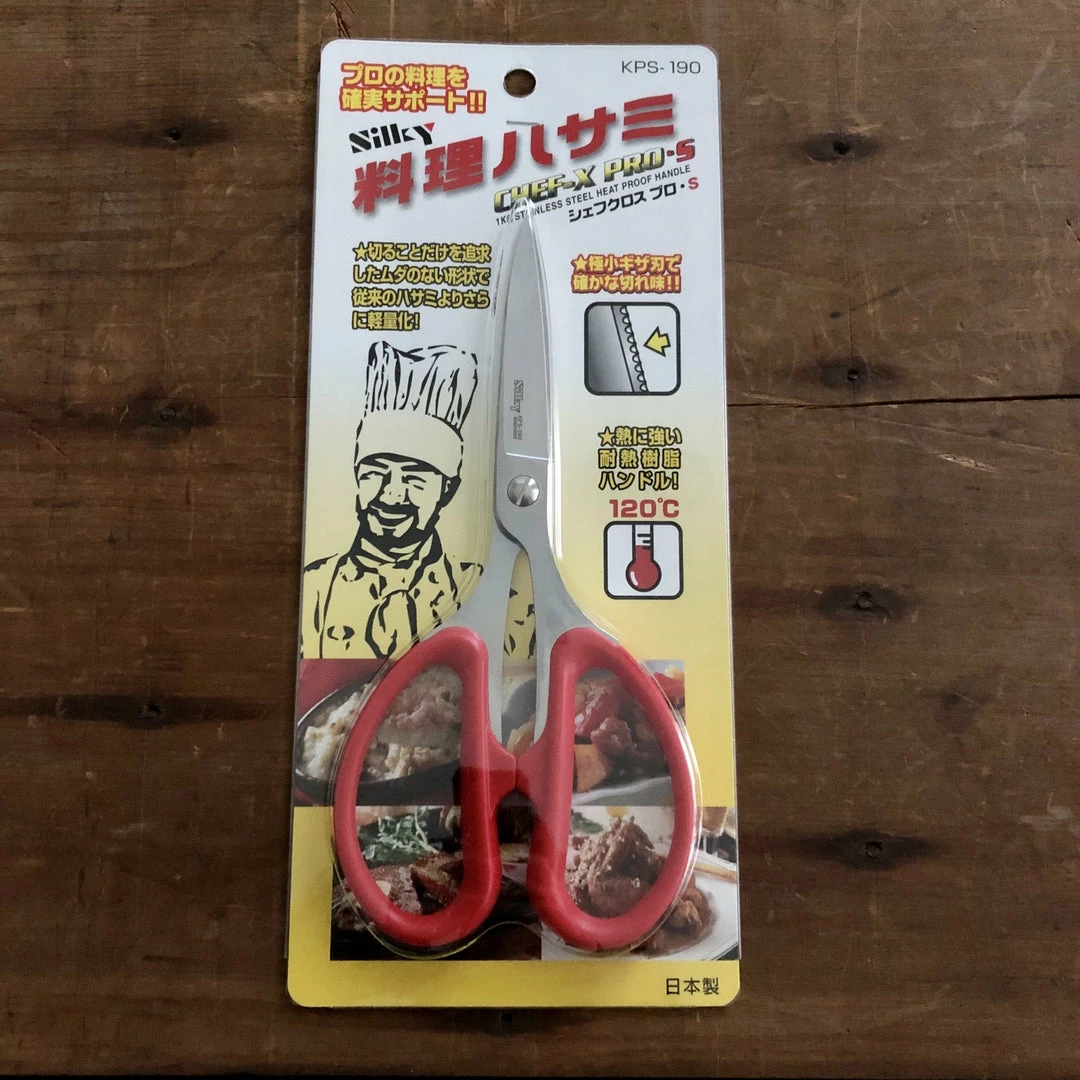 KPS-190
プロの料理を
確実サポート!!
Silky
料理ハサミ
CHEF-X PRO・S
STAINLESS STEEL HEAT PROOF HANDLE
シェフクロス プロ・S
★切ることだけを追求
したムダのない形状で
従来のハサミよりさら
に軽量化!
★極小ギザ刃で
確かな切れ味!!
Silky KPS-190
★熱に強い
耐熱樹脂
ハンドル!
120℃
日本製